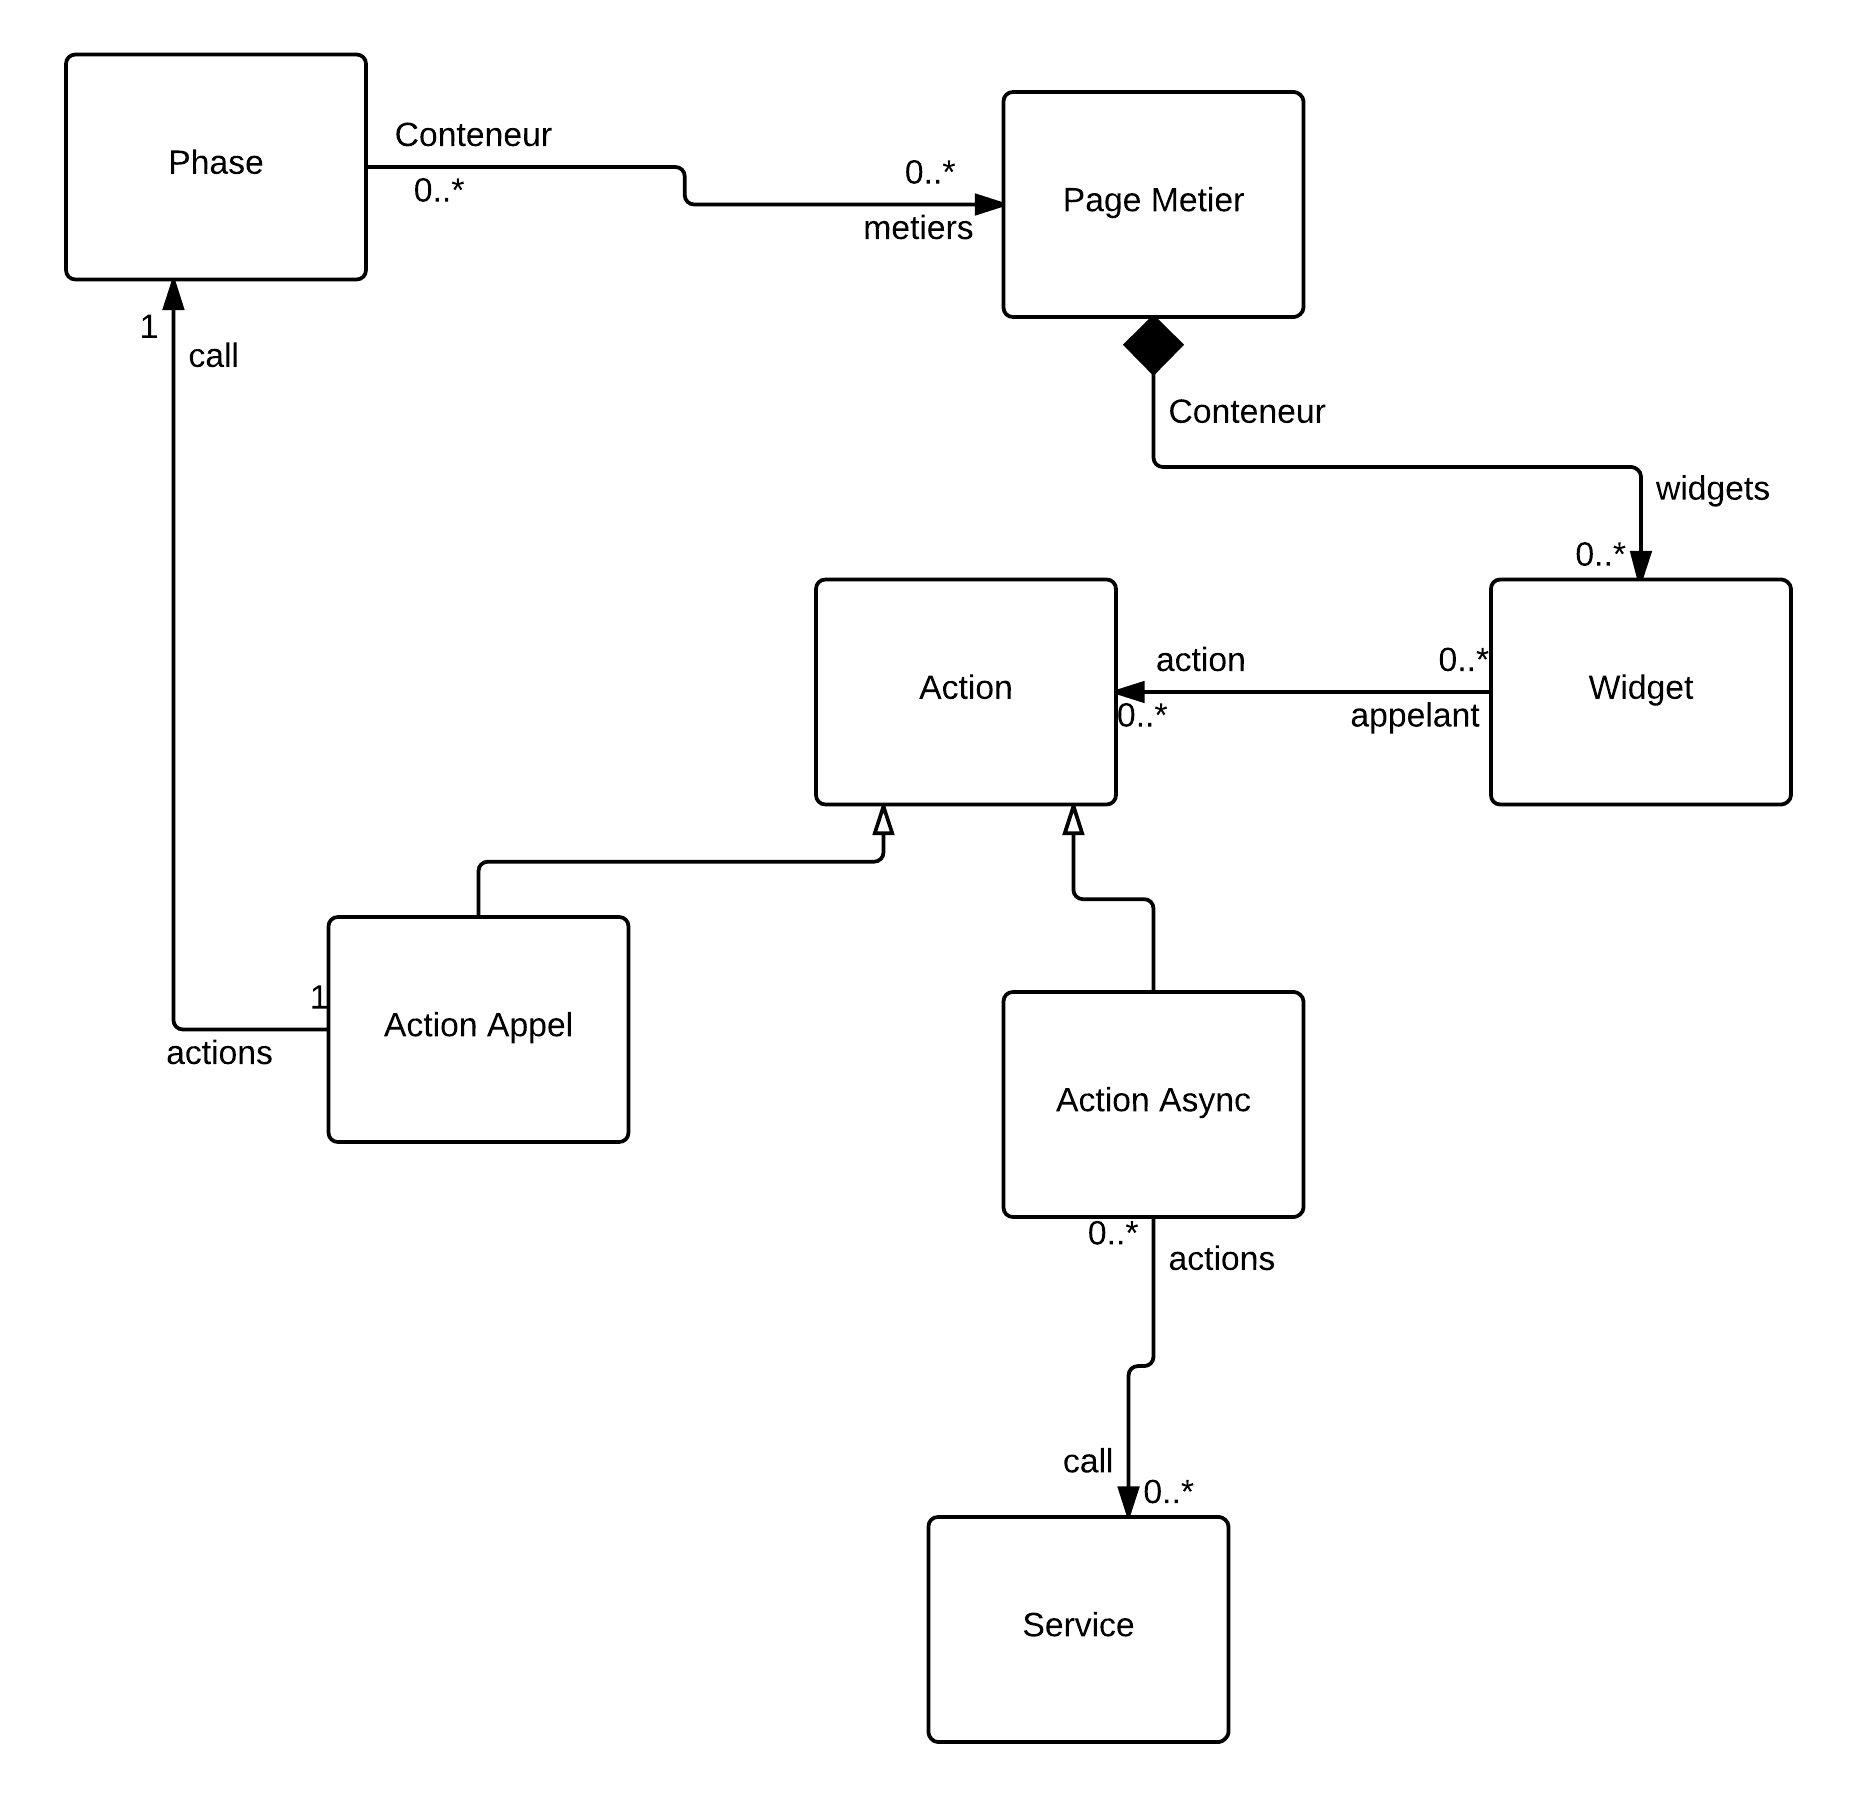 Phase
Conteneur
0..*
0..*
metiers
Page Metier
1
call
Conteneur
widgets
0..*
Action
action
0..*
0..*
appelant
Widget
1
actions
Action Appel
Action Async
0..*
actions
call
0..*
Service